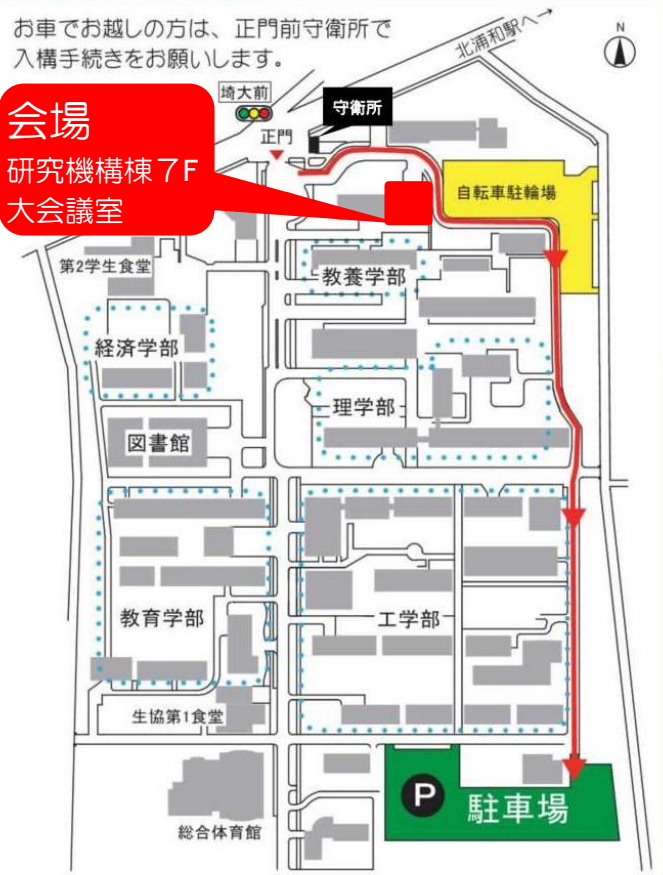 お車でお越しの方は、正門前守衛所で
入構手続きをお願いします。
北浦和駅へ→
N
埼大前
守衛所
正門
会場
研究機構棟７F
大会議室
自転車駐輪場
第2学生食堂
教養学部
経済学部
理学部
図書館
教育学部
工学部
生協第1食堂
P
駐車場
総合体育館